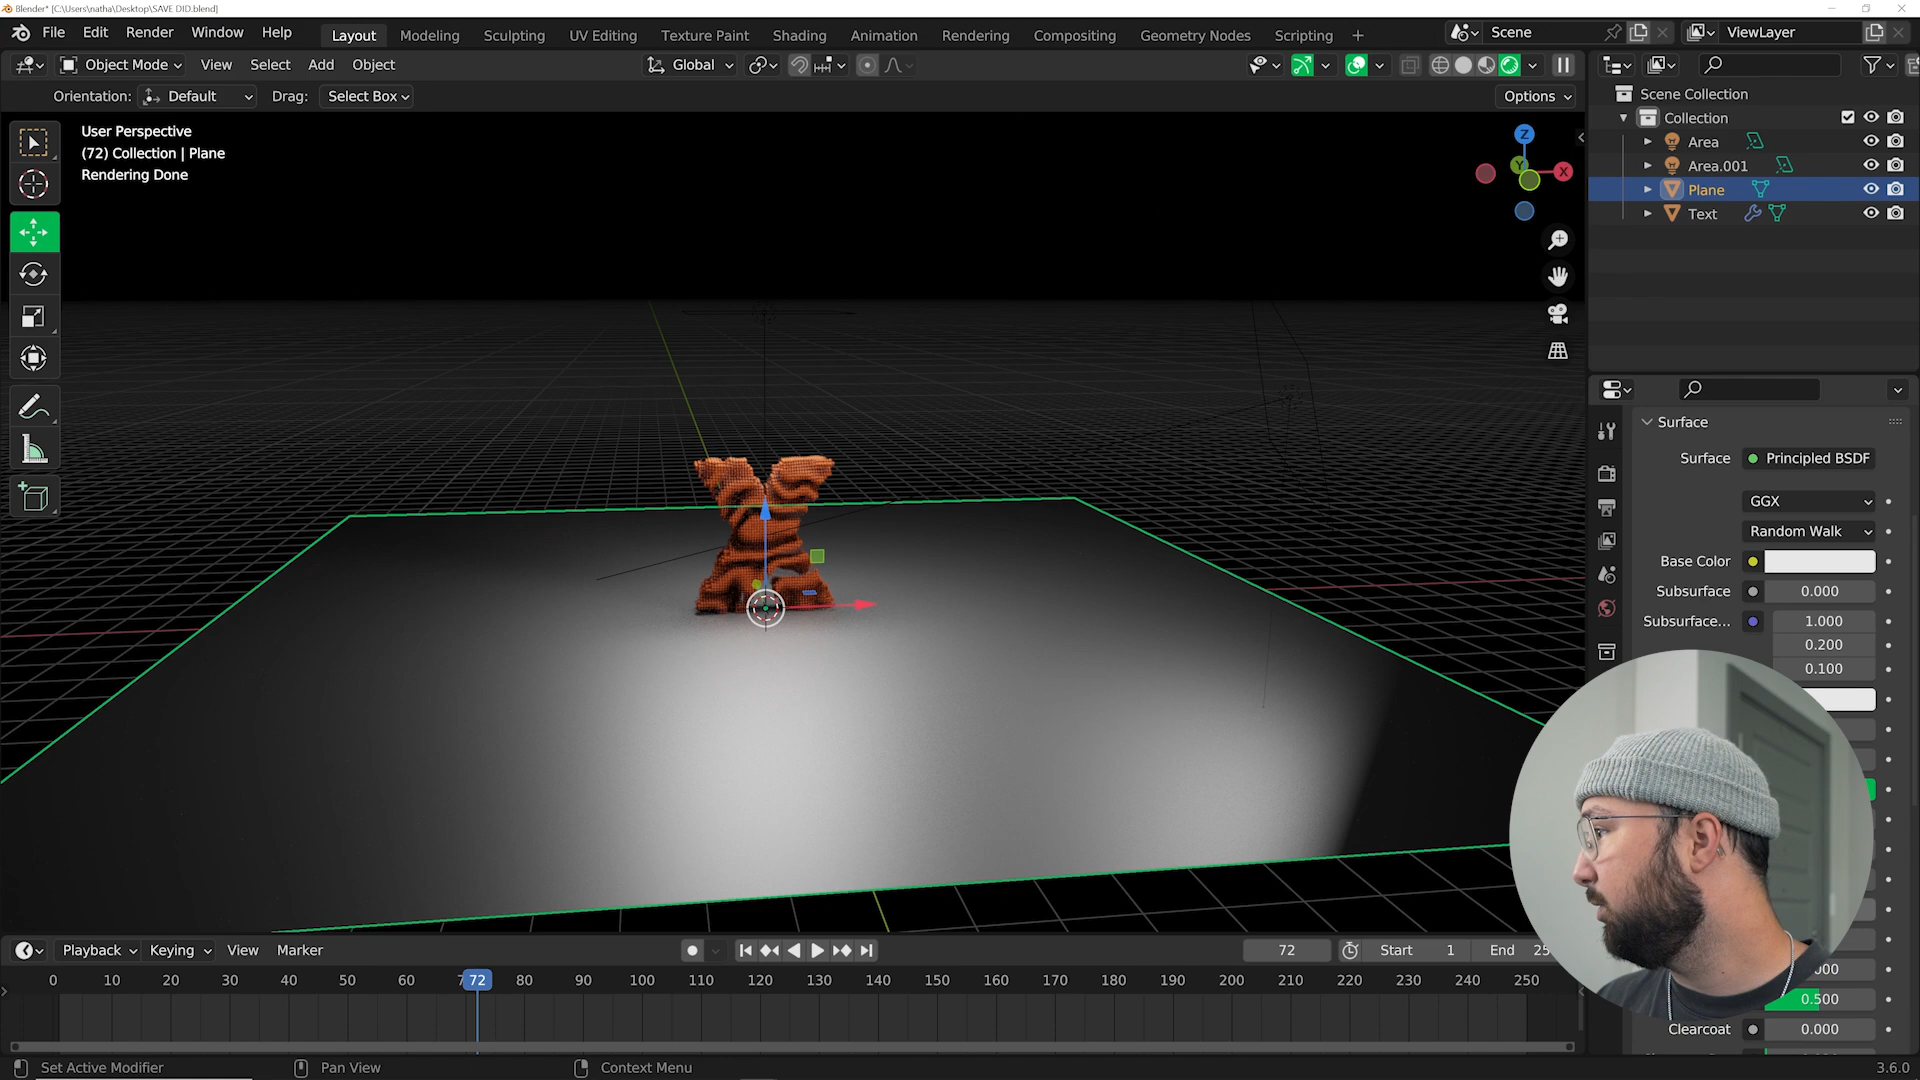 Blender* [C:\Users\natha\Desktop\SAVE DID.blend]
File Edit Render Window Help
Layout Modeling Sculpting UV Editing Texture Paint Shading Animation Rendering Compositing Geometry Nodes Scripting +
Scene
ViewLayer
Object Mode View Select Add Object
Global
Orientation: Default Drag: Select Box
Options
User Perspective
(72) Collection | Plane
Rendering Done
Z
Y
X
Scene Collection
Collection
Area
Area.001
Plane
Text
Surface
Surface Principled BSDF
GGX
Random Walk
Base Color
Subsurface 0.000
Subsurface... 1.000
0.200
0.100
0.500
Clearcoat 0.000
Playback Keying View Marker
72 Start 1 End
0 10 20 30 40 50 60 72 80 90 100 110 120 130 140 150 160 170 180 190 200 210 220 230 240 250
Set Active Modifier Pan View Context Menu
3.6.0